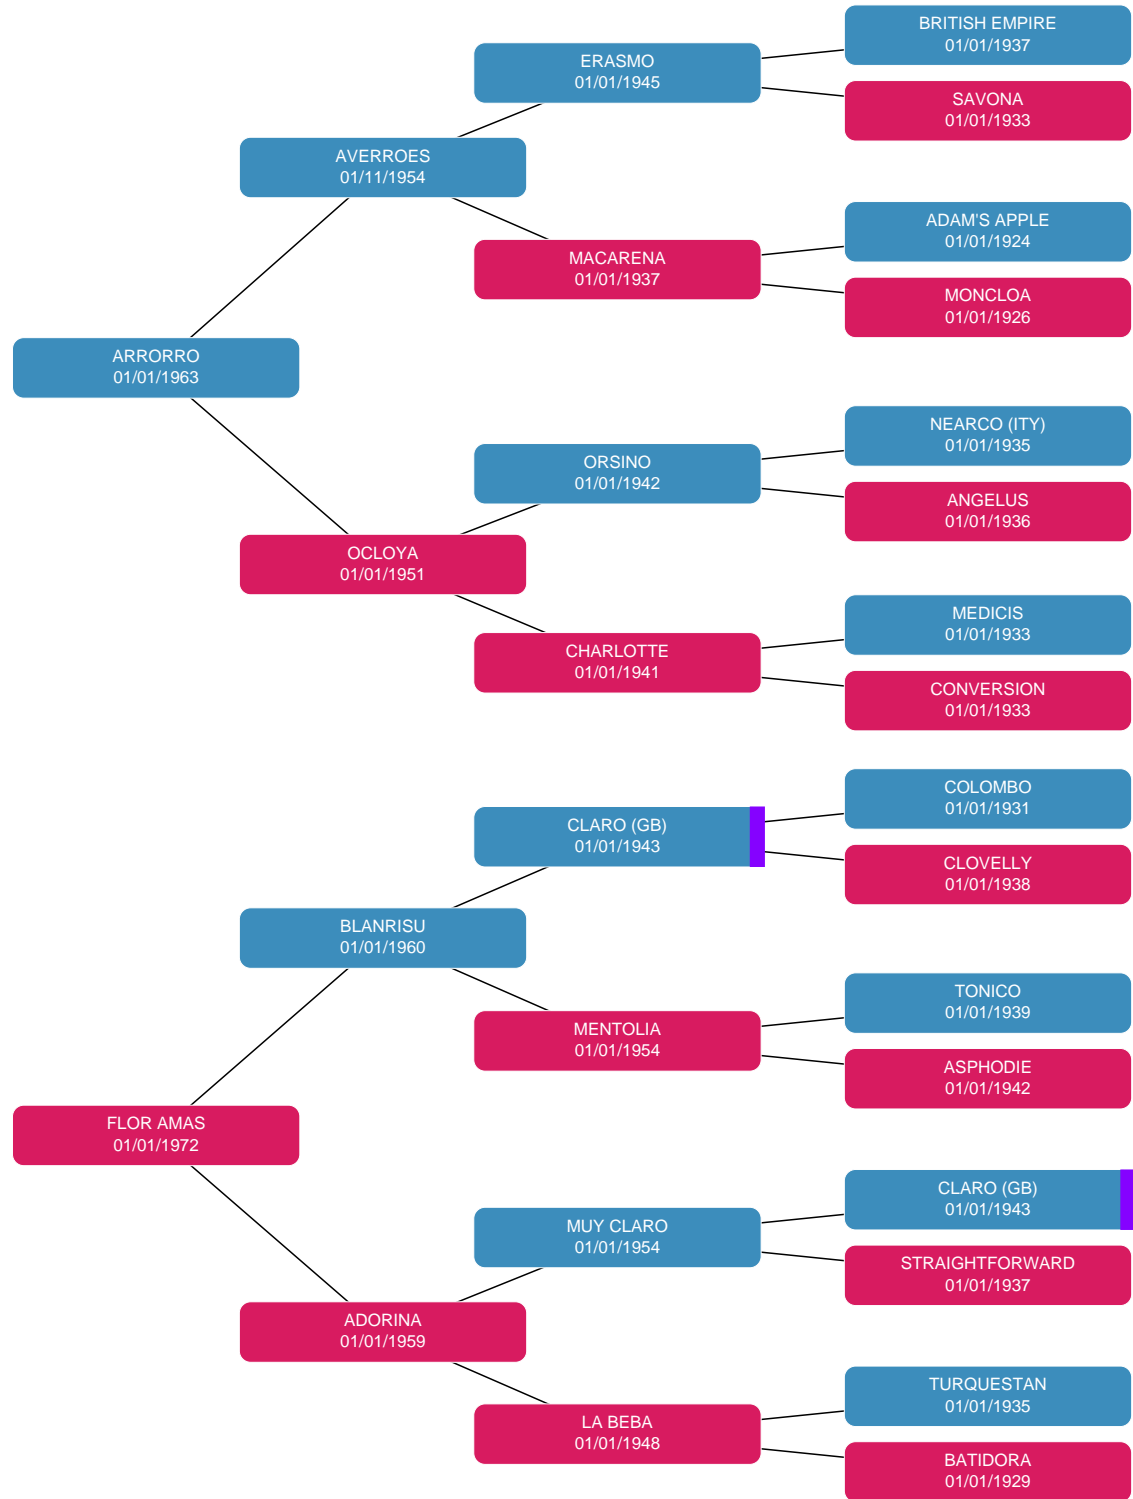 BRITISH EMPIRE
01/01/1937
ERASMO
01/01/1945
SAVONA
01/01/1933
AVERROES
01/11/1954
ADAM'S APPLE
01/01/1924
MACARENA
01/01/1937
MONCLOA
01/01/1926
ARRORRO
01/01/1963
NEARCO (ITY)
01/01/1935
ORSINO
01/01/1942
ANGELUS
01/01/1936
OCLOYA
01/01/1951
MEDICIS
01/01/1933
CHARLOTTE
01/01/1941
CONVERSION
01/01/1933
COLOMBO
01/01/1931
CLARO (GB)
01/01/1943
CLOVELLY
01/01/1938
BLANRISU
01/01/1960
TONICO
01/01/1939
MENTOLIA
01/01/1954
ASPHODIE
01/01/1942
FLOR AMAS
01/01/1972
CLARO (GB)
01/01/1943
MUY CLARO
01/01/1954
STRAIGHTFORWARD
01/01/1937
ADORINA
01/01/1959
TURQUESTAN
01/01/1935
LA BEBA
01/01/1948
BATIDORA
01/01/1929